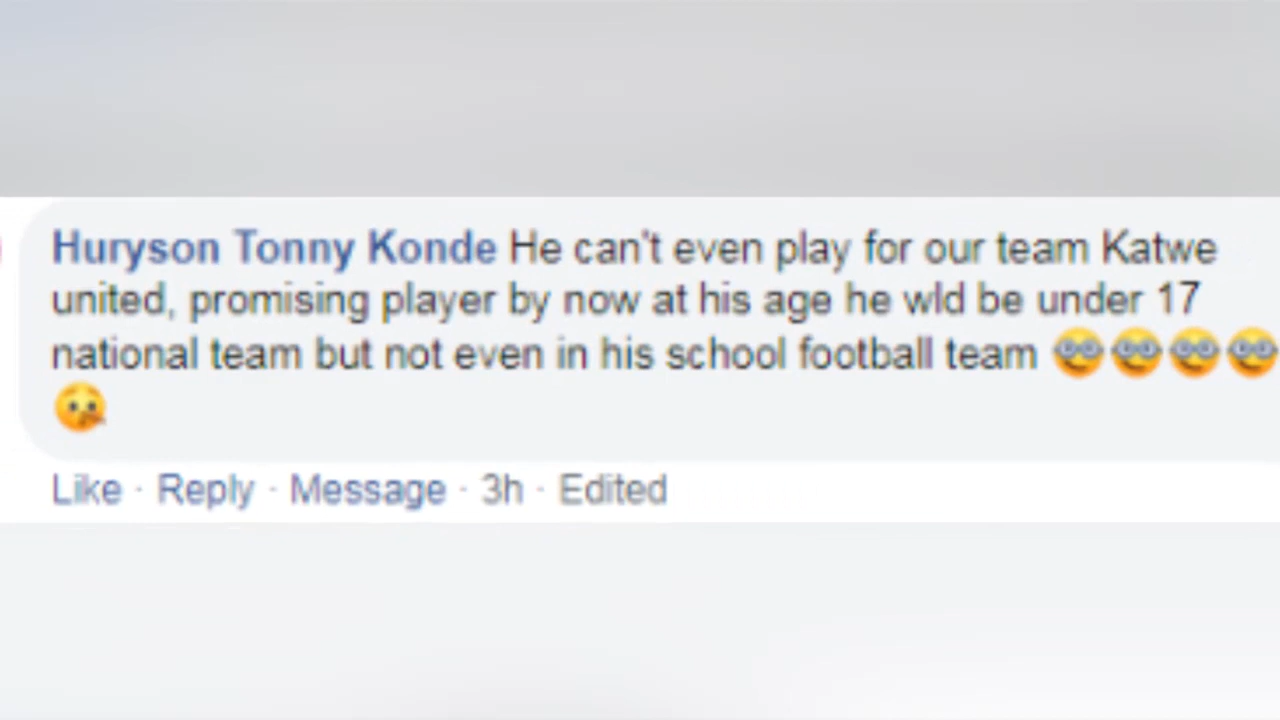 Huryson Tonny Konde He can't even play for our team Katwe
united, promising player by now at his age he wld be under 17
national team but not even in his school football team 🥸🥸🥸🥸
🤥
Like · Reply · Message · 3h · Edited